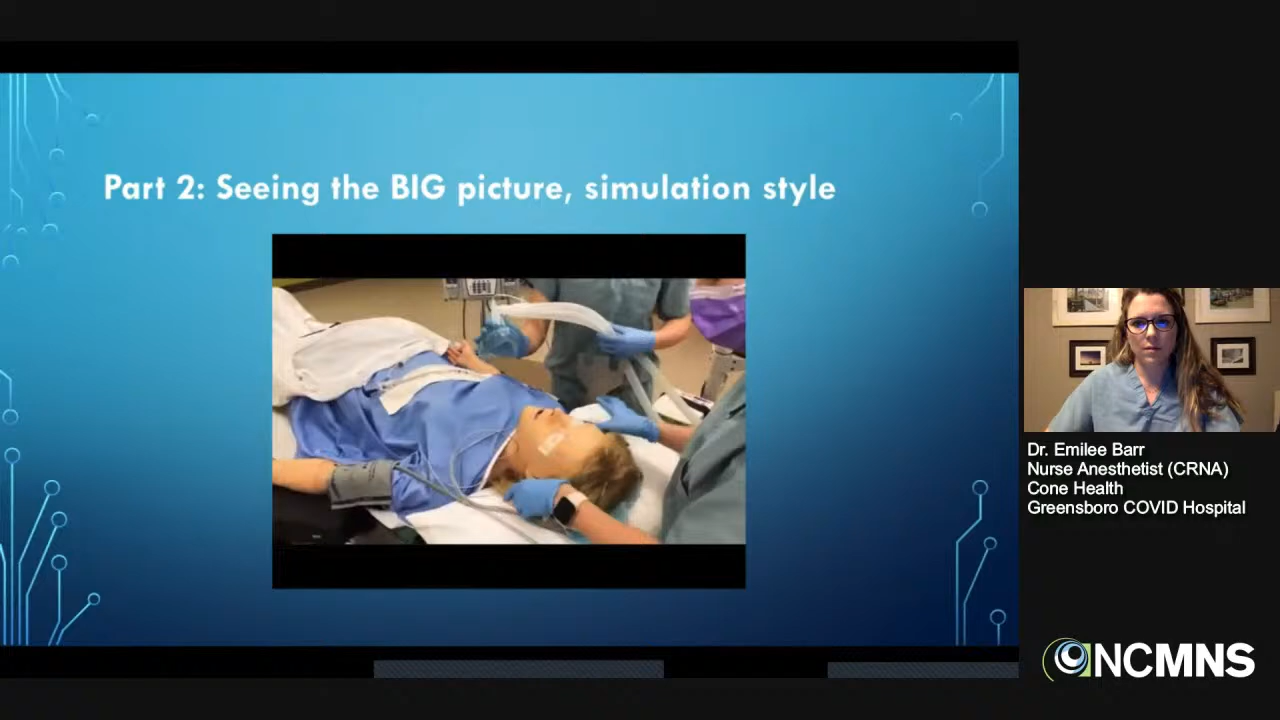 Part 2: Seeing the BIG picture, simulation style
Dr. Emilee Barr
Nurse Anesthetist (CRNA)
Cone Health
Greensboro COVID Hospital
NCMNS